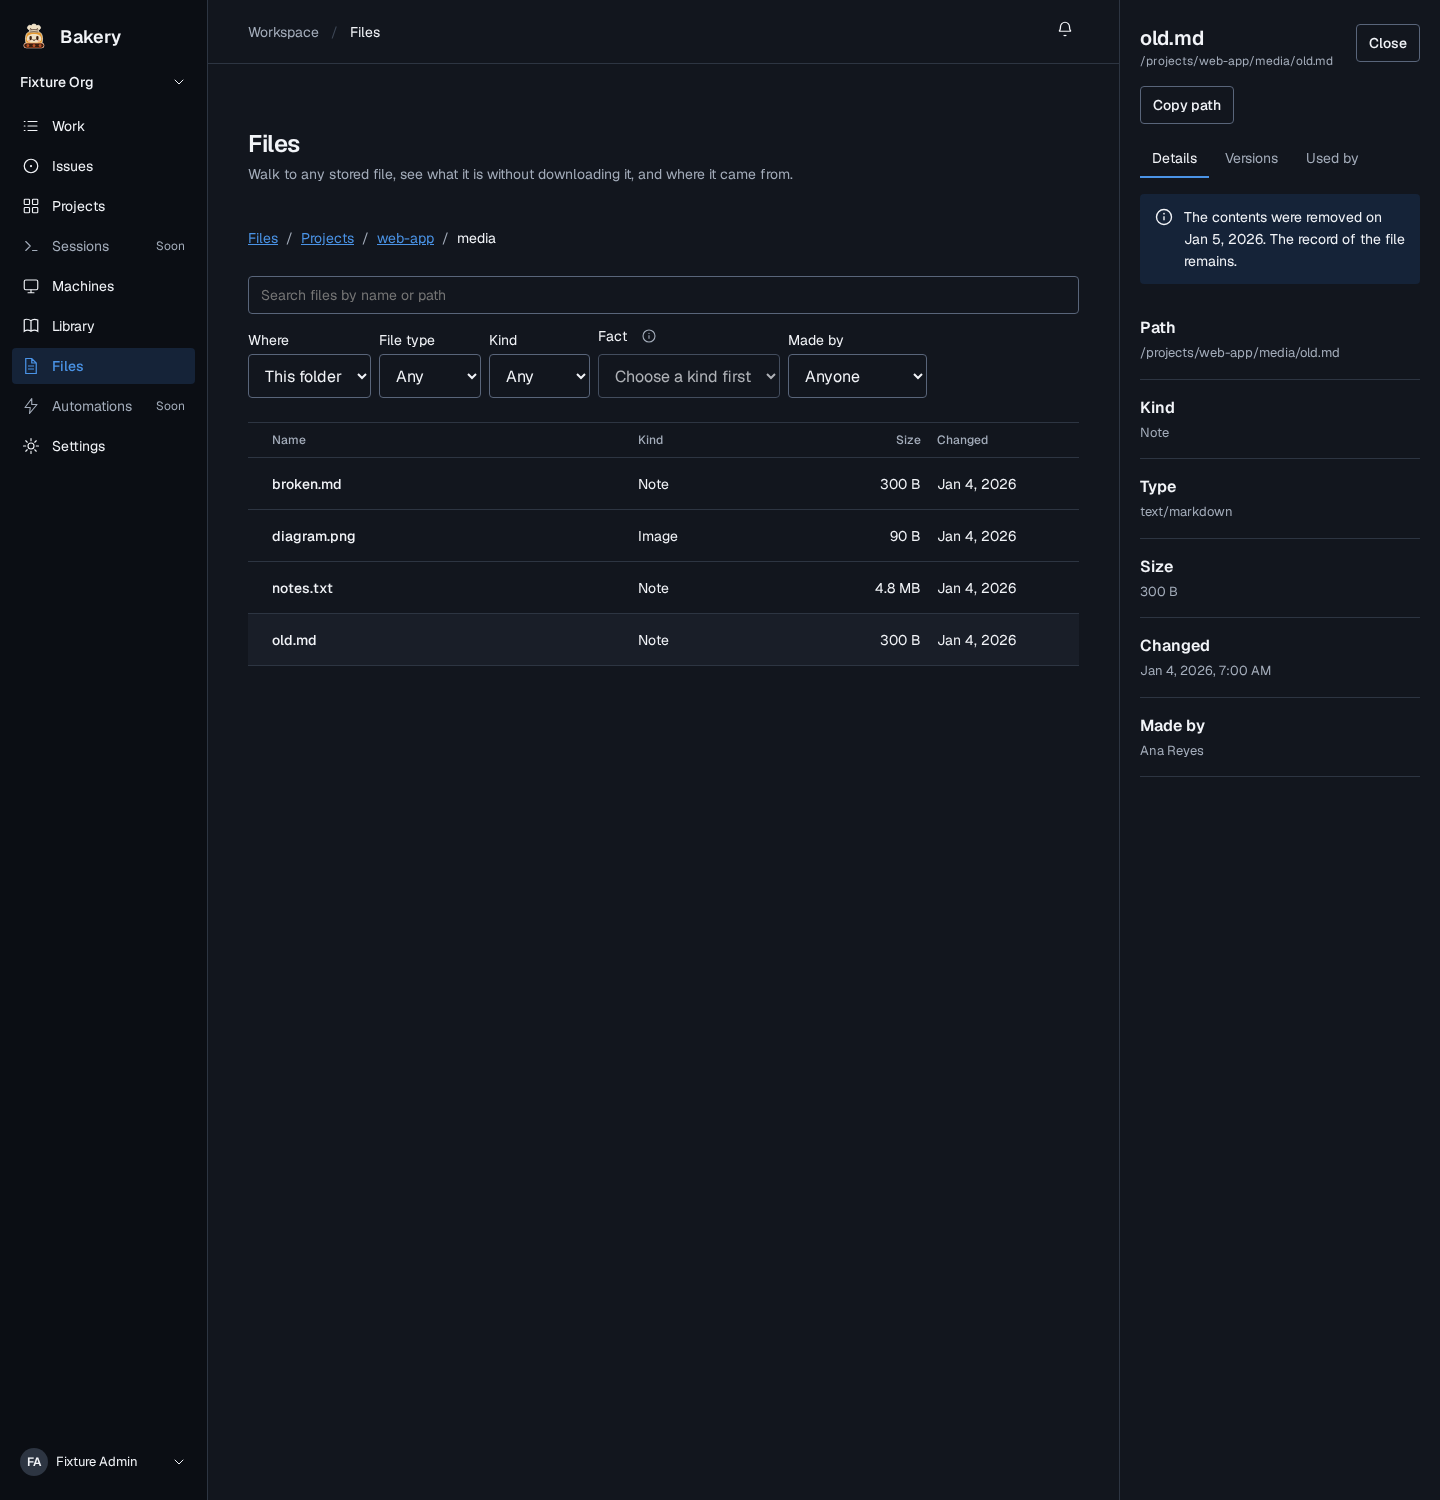 Bakery
Fixture Org
Work
Issues
Projects
Sessions Soon
Machines
Library
Files
Automations Soon
Settings
FA Fixture Admin
Workspace / Files
Files
Walk to any stored file, see what it is without downloading it, and where it came from.
Files / Projects / web-app / media
Search files by name or path
Where File type Kind Fact Made by
This folder Any Any Choose a kind first Anyone
Name Kind Size Changed
broken.md Note 300 B Jan 4, 2026
diagram.png Image 90 B Jan 4, 2026
notes.txt Note 4.8 MB Jan 4, 2026
old.md Note 300 B Jan 4, 2026
old.md
Close
/projects/web-app/media/old.md
Copy path
Details Versions Used by
The contents were removed on
Jan 5, 2026. The record of the file
remains.
Path
/projects/web-app/media/old.md
Kind
Note
Type
text/markdown
Size
300 B
Changed
Jan 4, 2026, 7:00 AM
Made by
Ana Reyes